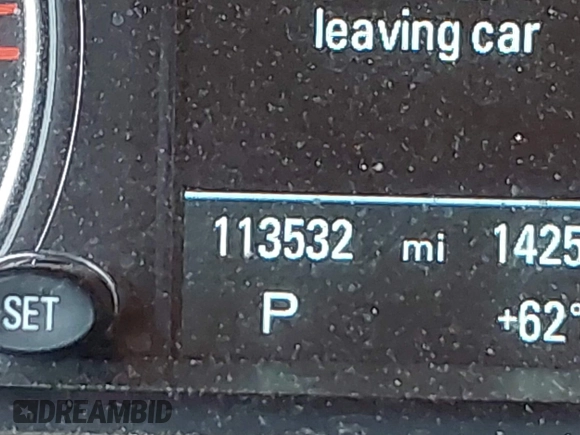 leaving car
113532 mi 1425
P +62°
SET
DREAMBID